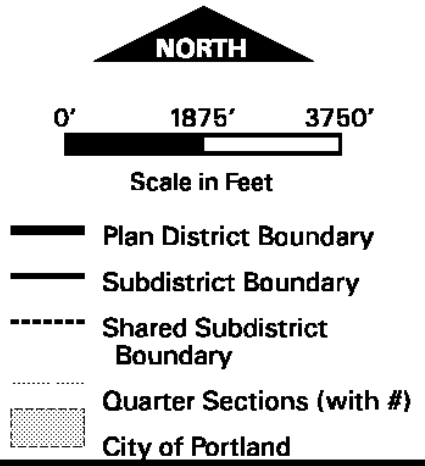 NORTH
0' 1875' 3750'
Scale in Feet
Plan District Boundary
Subdistrict Boundary
Shared Subdistrict
Boundary
Quarter Sections (with #)
City of Portland